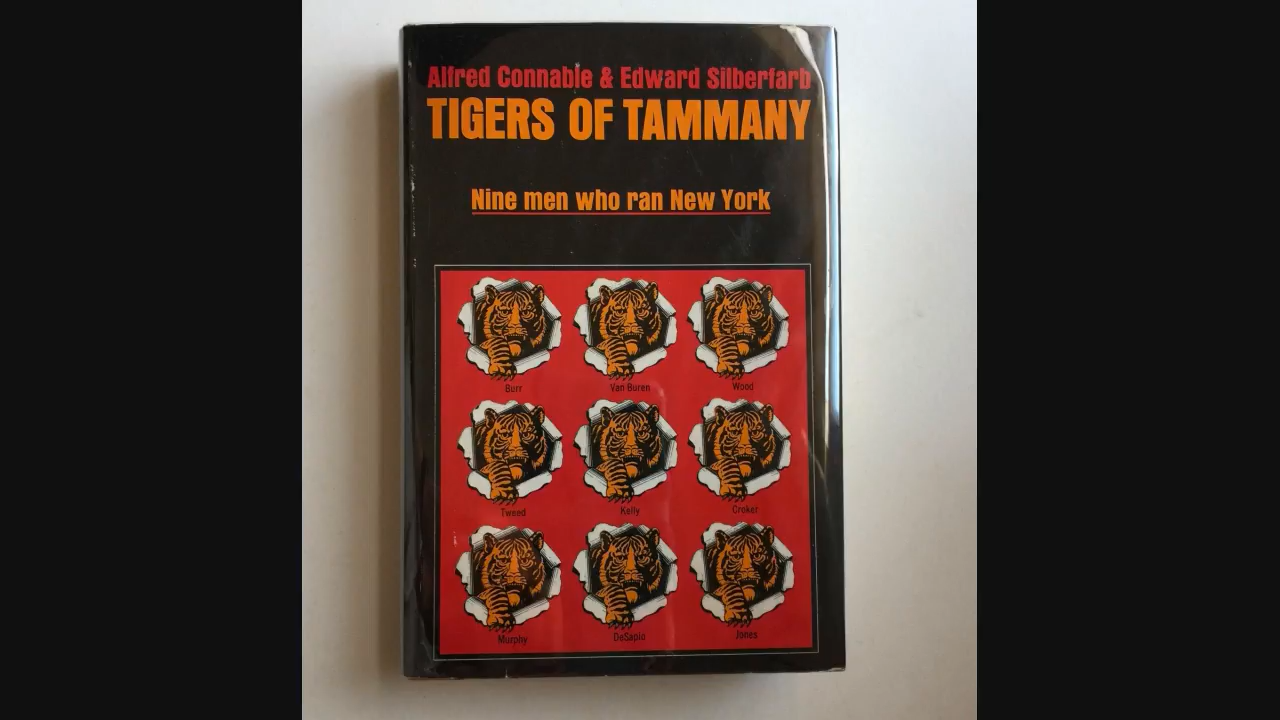 Alfred Connable & Edward Silberfarb
TIGERS OF TAMMANY
Nine men who ran New York
Burr Van Buren Wood
Tweed Kelly Croker
Murphy DeSapio Jones